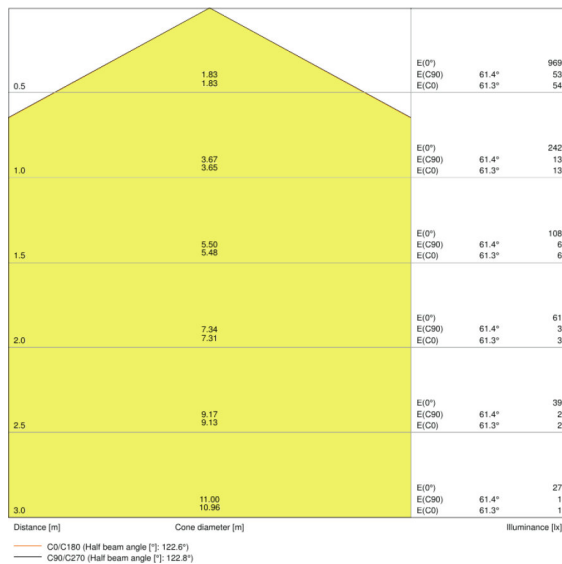 E(0°) 969
1.83 E(C90) 61.4° 53
0.5 1.83 E(C0) 61.3° 54
E(0°) 242
3.67 E(C90) 61.4° 13
1.0 3.65 E(C0) 61.3° 13
E(0°) 108
5.50 E(C90) 61.4° 6
1.5 5.48 E(C0) 61.3° 6
E(0°) 61
7.34 E(C90) 61.4° 3
2.0 7.31 E(C0) 61.3° 3
E(0°) 39
9.17 E(C90) 61.4° 2
2.5 9.13 E(C0) 61.3° 2
E(0°) 27
11.00 E(C90) 61.4° 1
3.0 10.96 E(C0) 61.3° 1
Distance [m] Cone diameter [m] Illuminance [lx]
C0/C180 (Half beam angle [°]: 122.6°)
C90/C270 (Half beam angle [°]: 122.8°)